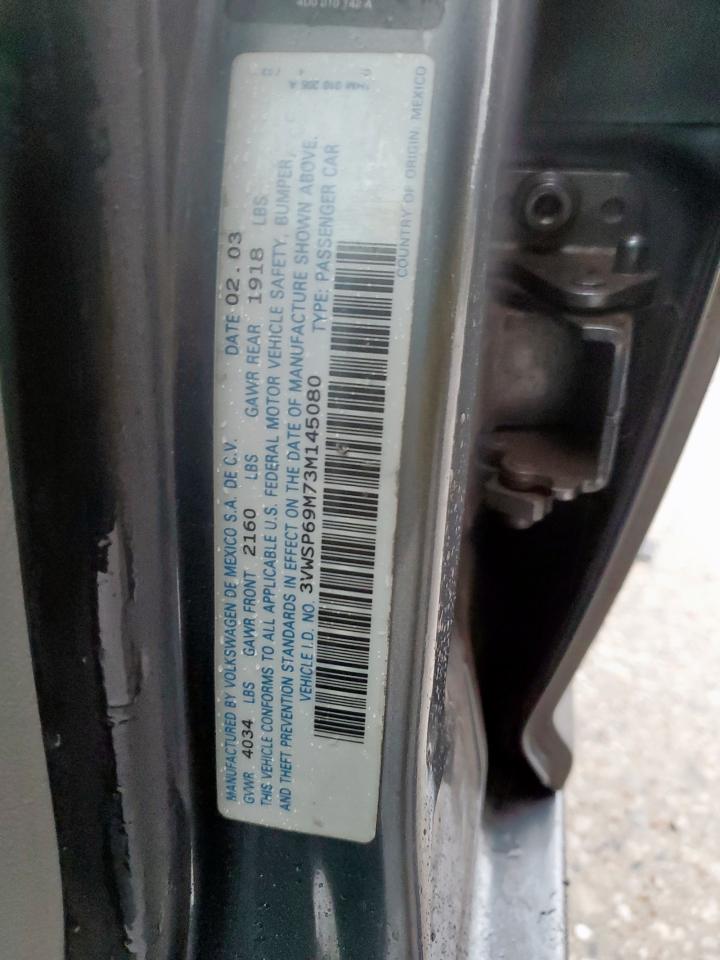 MANUFACTURED BY VOLKSWAGEN DE MEXICO S.A. DE C.V. DATE 02.03
GVWR 4034 LBS GAWR FRONT 2160 LBS GAWR REAR 1918 LBS
THIS VEHICLE CONFORMS TO ALL APPLICABLE U.S. FEDERAL MOTOR VEHICLE SAFETY, BUMPER,
AND THEFT PREVENTION STANDARDS IN EFFECT ON THE DATE OF MANUFACTURE SHOWN ABOVE.
VEHICLE I.D. NO. 3VWSP69M73M145080 TYPE: PASSENGER CAR
COUNTRY OF ORIGIN. MEXICO